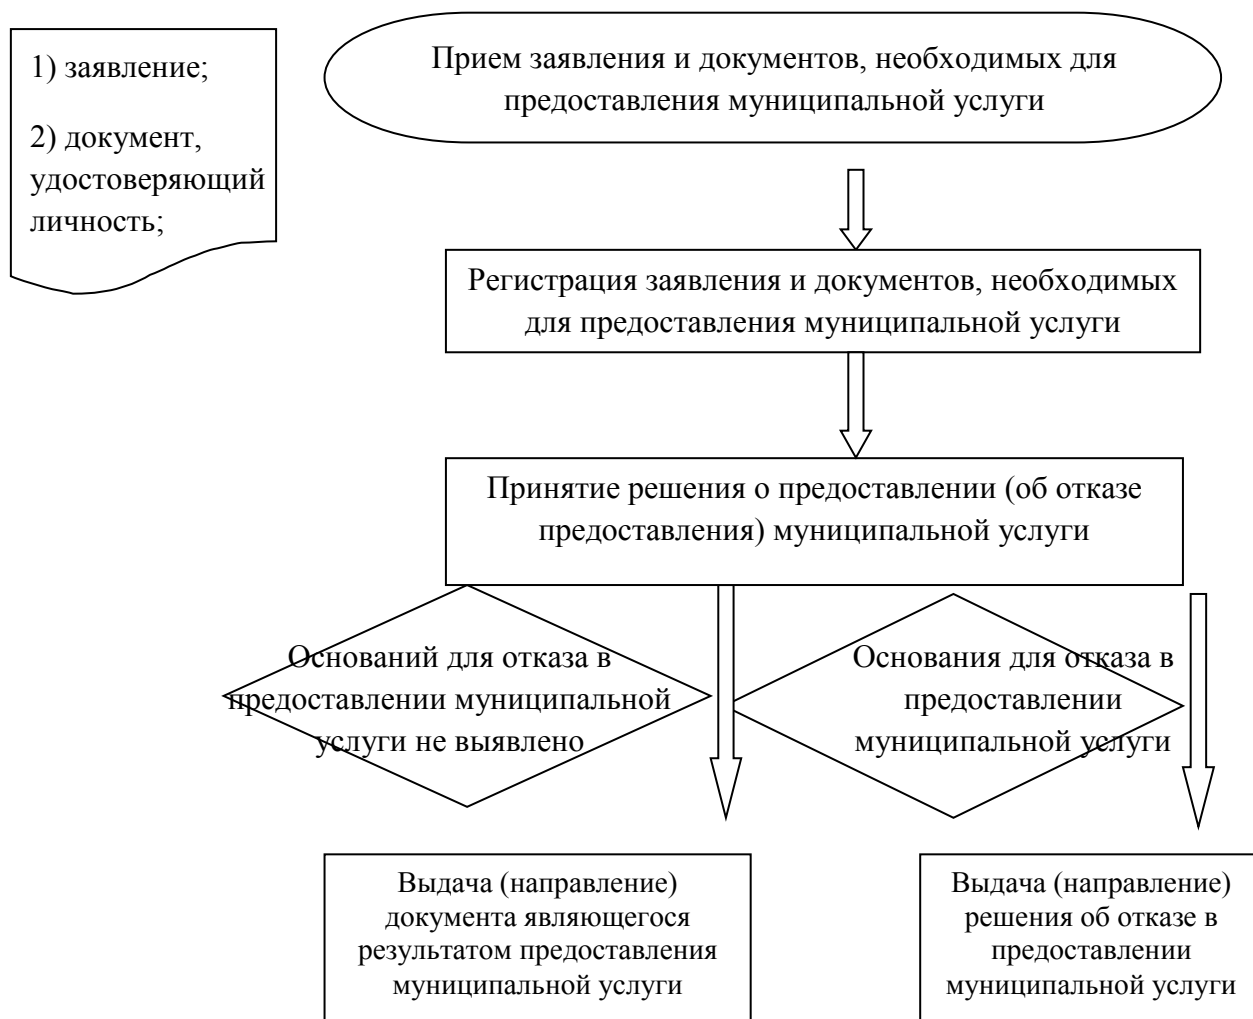 1) заявление;
2) документ,
удостоверяющий
личность;
Прием заявления и документов, необходимых для
предоставления муниципальной услуги
Регистрация заявления и документов, необходимых
для предоставления муниципальной услуги
Принятие решения о предоставлении (об отказе
предоставления) муниципальной услуги
Оснований для отказа в
предоставлении муниципальной
услуги не выявлено
Основания для отказа в
предоставлении
муниципальной услуги
Выдача (направление)
документа являющегося
результатом предоставления
муниципальной услуги
Выдача (направление)
решения об отказе в
предоставлении
муниципальной услуги